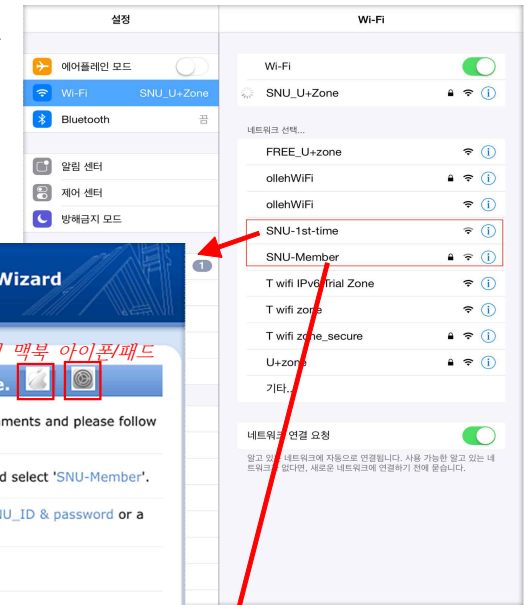 설정
Wi-Fi
에어플레인 모드
Wi-Fi
SNU_U+Zone
Bluetooth
끔
알림 센터
제어 센터
방해금지 모드
1
Wi-Fi
SNU_U+Zone
네트워크 선택...
FREE_U+zone
ollehWiFi
ollehWiFi
SNU-1st-time
SNU-Member
T wifi IPv6 Trial Zone
T wifi zone
T wifi zone_secure
U+zone
기타...
네트워크 연결 요청
알고 있는 네트워크에 자동으로 연결됩니다. 사용 가능한 알고 있는 네
트워크가 없다면, 새로운 네트워크에 연결하기 전에 묻습니다.
Wizard
맥북 아이폰/패드
e.
ments and please follow
d select 'SNU-Member'.
NU_ID & password or a